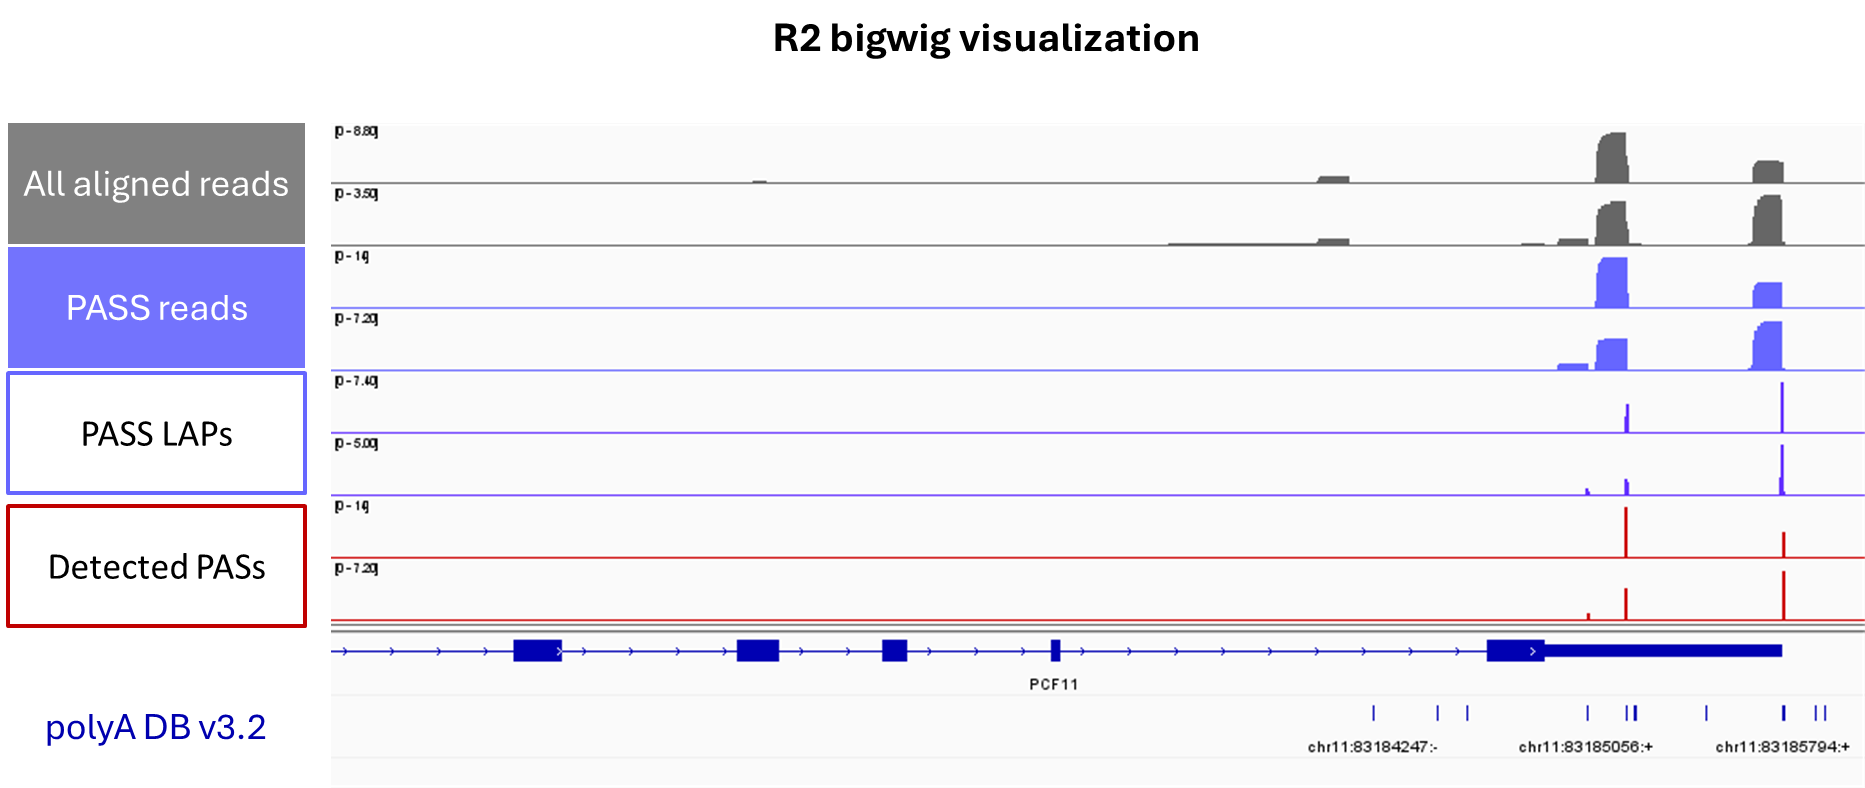 R2 bigwig visualization
All aligned reads
[0 - 8.80]
[0 - 3.50]
PASS reads
[0 - 14]
[0 - 7.20]
PASS LAPs
[0 - 7.40]
[0 - 5.00]
Detected PASs
[0 - 14]
[0 - 7.20]
PCF11
polyA DB v3.2
chr11:83184247:-
chr11:83185056:+
chr11:83185794:+